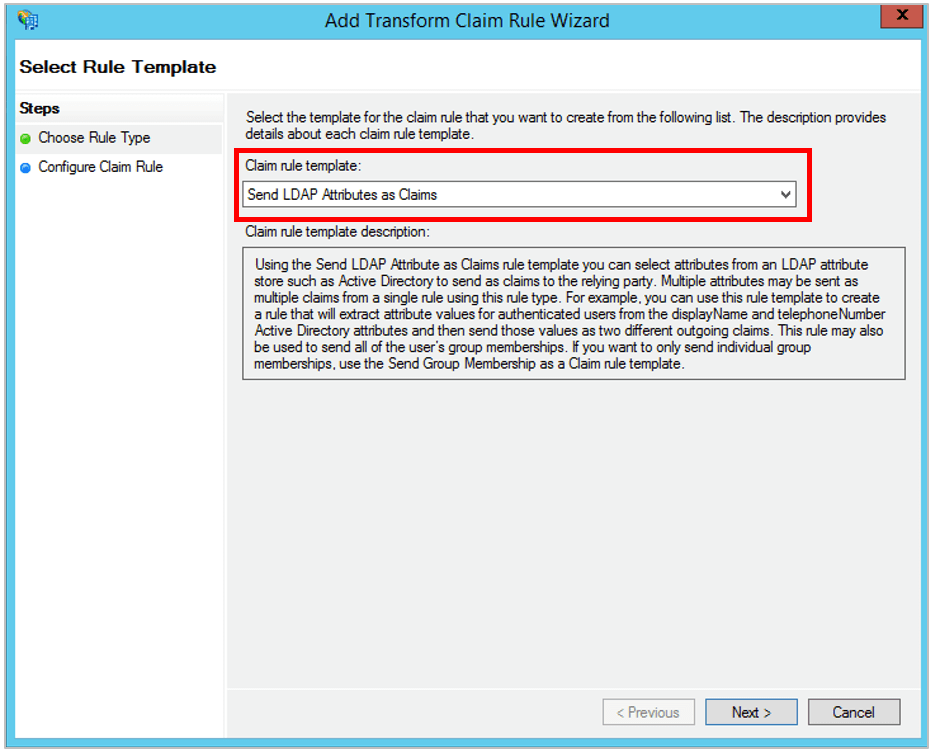 Add Transform Claim Rule Wizard
X
Select Rule Template
Steps
Choose Rule Type
Configure Claim Rule
Select the template for the claim rule that you want to create from the following list. The description provides
details about each claim rule template.
Claim rule template:
Send LDAP Attributes as Claims
Claim rule template description:
Using the Send LDAP Attribute as Claims rule template you can select attributes from an LDAP attribute
store such as Active Directory to send as claims to the relying party. Multiple attributes may be sent as
multiple claims from a single rule using this rule type. For example, you can use this rule template to create
a rule that will extract attribute values for authenticated users from the displayName and telephoneNumber
Active Directory attributes and then send those values as two different outgoing claims. This rule may also
be used to send all of the user's group memberships. If you want to only send individual group
memberships, use the Send Group Membership as a Claim rule template.
< Previous
Next >
Cancel